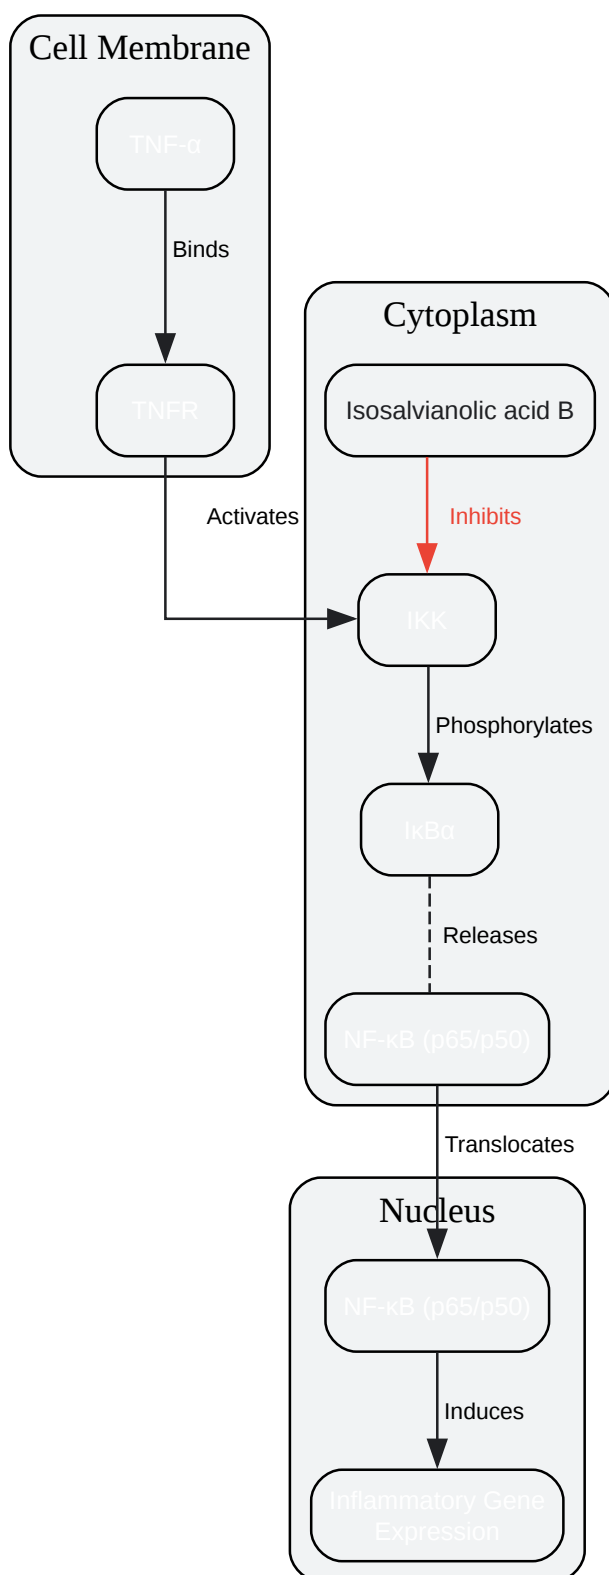 Cell Membrane
TNF-α
Binds
TNFR
Activates
Cytoplasm
Isosalvianolic acid B
Inhibits
IKK
Phosphorylates
IκBα
Releases
NF-κB (p65/p50)
Translocates
Nucleus
NF-κB (p65/p50)
Induces
Inflammatory Gene
Expression